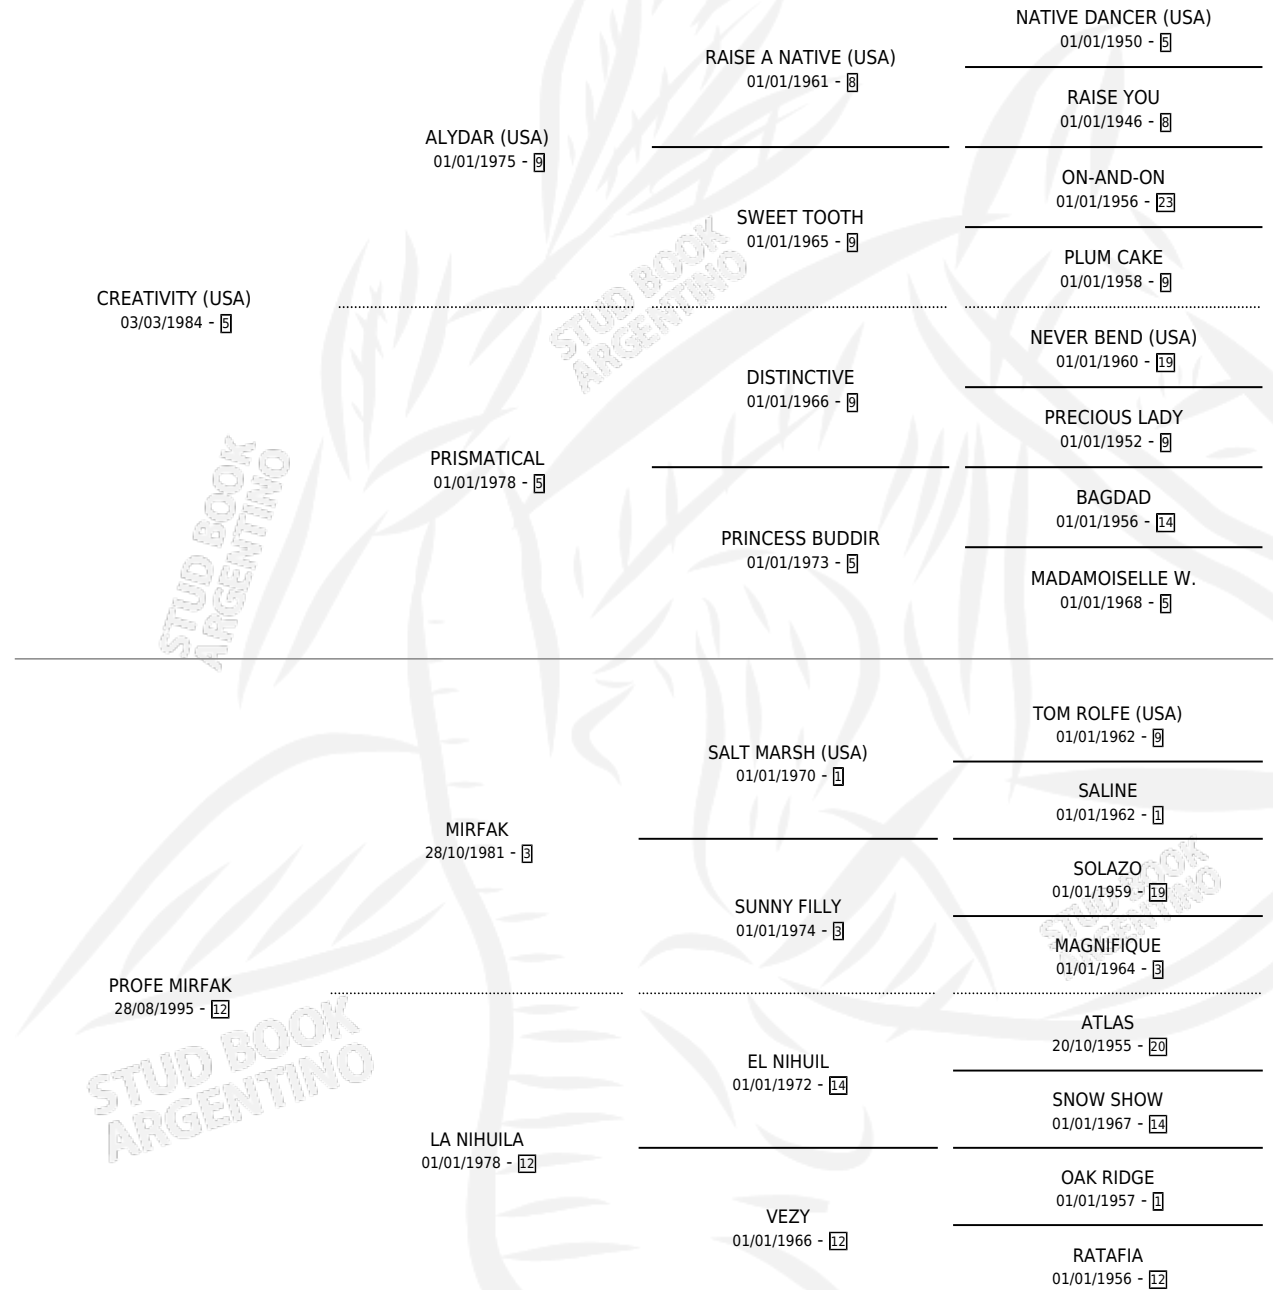 NATIVE DANCER (USA)
01/01/1950 - 5
RAISE A NATIVE (USA)
01/01/1961 - 8
RAISE YOU
01/01/1946 - 8
ALYDAR (USA)
01/01/1975 - 9
ON-AND-ON
01/01/1956 - 23
SWEET TOOTH
01/01/1965 - 9
PLUM CAKE
01/01/1958 - 9
CREATIVITY (USA)
03/03/1984 - 5
STUD BOOK
ARGENTINO
NEVER BEND (USA)
01/01/1960 - 19
DISTINCTIVE
01/01/1966 - 9
PRECIOUS LADY
01/01/1952 - 9
PRISMATICAL
01/01/1978 - 5
BAGDAD
01/01/1956 - 14
PRINCESS BUDDIR
01/01/1973 - 5
MADAMOISELLE W.
01/01/1968 - 5
STUD BOOK
ARGENTINO
TOM ROLFE (USA)
01/01/1962 - 9
SALT MARSH (USA)
01/01/1970 - 1
SALINE
01/01/1962 - 1
MIRFAK
28/10/1981 - 3
SOLAZO
01/01/1959 - 19
SUNNY FILLY
01/01/1974 - 3
STUD BOOK
ARGENTINO
MAGNIFIQUE
01/01/1964 - 3
PROFE MIRFAK
28/08/1995 - 12
ATLAS
20/10/1955 - 20
EL NIHUIL
01/01/1972 - 14
SNOW SHOW
01/01/1967 - 14
STUD BOOK
ARGENTINO
LA NIHUILA
01/01/1978 - 12
OAK RIDGE
01/01/1957 - 1
VEZY
01/01/1966 - 12
RATAFIA
01/01/1956 - 12